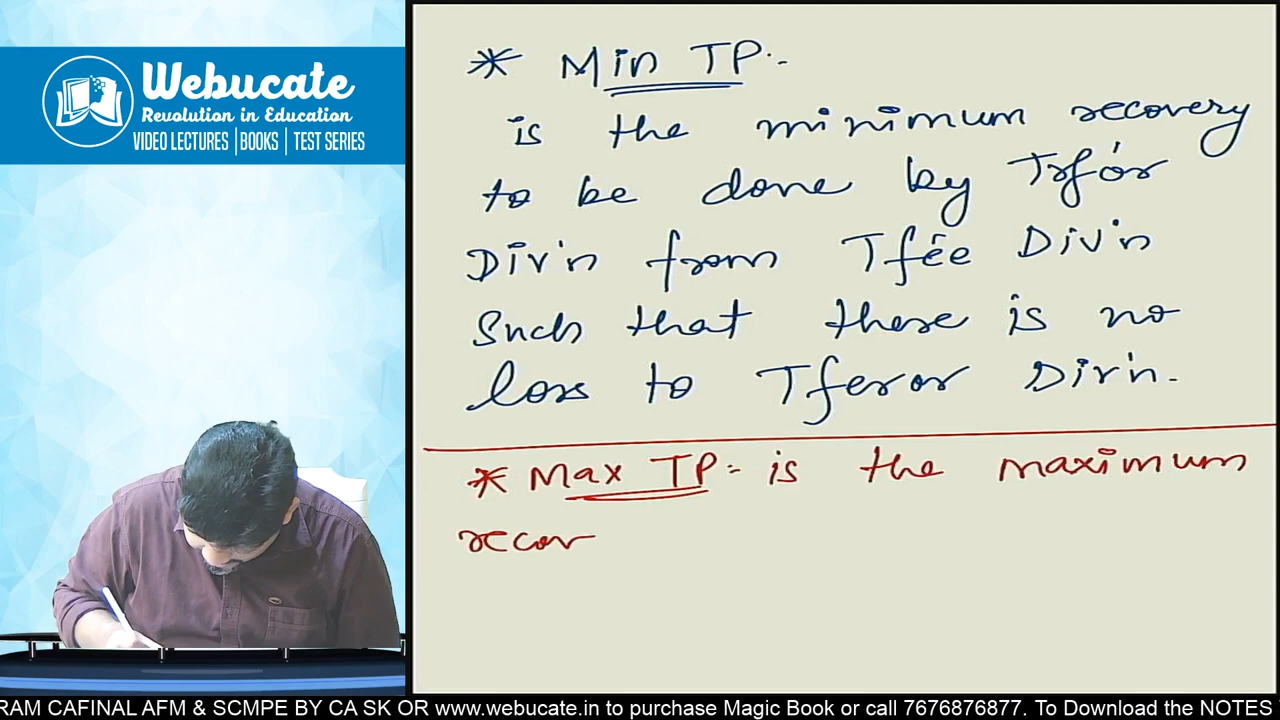 Webucate
Revolution in Education
VIDEO LECTURES | BOOKS | TEST SERIES
* Min TP:-
is the minimum recovery
to be done by Trfór
Div'n from Tfée Div'n
Such that there is no
loss to Tferor Div'n.
* Max TP:- is the maximum
recov
RAM CAFINAL AFM & SCMPE BY CA SK OR www.webucate.in to purchase Magic Book or call 7676876877. To Download the NOTES